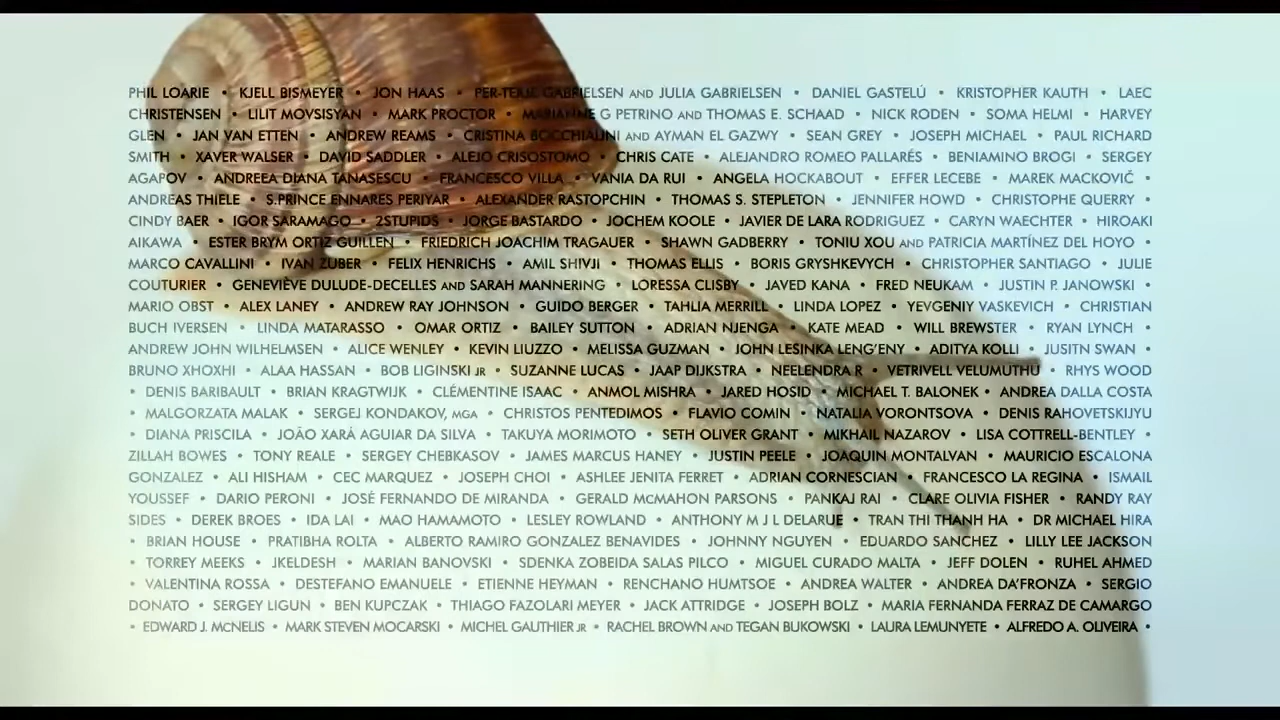 PHIL LOARIE • KJELL BISMEYER • JON HAAS • PER-TERJE GABRIELSEN AND JULIA GABRIELSEN • DANIEL GASTELÚ • KRISTOPHER KAUTH • LAEC
CHRISTENSEN • LILIT MOVSISYAN • MARK PROCTOR • MARIANNE G PETRINO AND THOMAS E. SCHAAD • NICK RODEN • SOMA HELMI • HARVEY
GLEN • JAN VAN ETTEN • ANDREW REAMS • CRISTINA BOCCHIALINI AND AYMAN EL GAZWY • SEAN GREY • JOSEPH MICHAEL • PAUL RICHARD
SMITH • XAVER WALSER • DAVID SADDLER • ALEJO CRISOSTOMO • CHRIS CATE • ALEJANDRO ROMEO PALLARÉS • BENIAMINO BROGI • SERGEY
AGAPOV • ANDREEA DIANA TANASESCU • FRANCESCO VILLA • VANIA DA RUI • ANGELA HOCKABOUT • EFFER LECEBE • MAREK MACKOVIČ •
ANDREAS THIELE • S.PRINCE ENNARES PERIYAR • ALEXANDER RASTOPCHIN • THOMAS S. STEPLETON • JENNIFER HOWD • CHRISTOPHE QUERRY •
CINDY BAER • IGOR SARAMAGO • 2STUPIDS • JORGE BASTARDO • JOCHEM KOOLE • JAVIER DE LARA RODRIGUEZ • CARYN WAECHTER • HIROAKI
AIKAWA • ESTER BRYM ORTIZ GUILLEN • FRIEDRICH JOACHIM TRAGAUER • SHAWN GADBERRY • TONIU XOU AND PATRICIA MARTÍNEZ DEL HOYO •
MARCO CAVALLINI • IVAN ZUBER • FELIX HENRICHS • AMIL SHIVJI • THOMAS ELLIS • BORIS GRYSHKEVYCH • CHRISTOPHER SANTIAGO • JULIE
COUTURIER • GENEVIÈVE DULUDE-DECELLES AND SARAH MANNERING • LORESSA CLISBY • JAVED KANA • FRED NEUKAM • JUSTIN P. JANOWSKI •
MARIO OBST • ALEX LANEY • ANDREW RAY JOHNSON • GUIDO BERGER • TAHLIA MERRILL • LINDA LOPEZ • YEVGENIY VASKEVICH • CHRISTIAN
BUCH IVERSEN • LINDA MATARASSO • OMAR ORTIZ • BAILEY SUTTON • ADRIAN NJENGA • KATE MEAD • WILL BREWSTER • RYAN LYNCH •
ANDREW JOHN WILHELMSEN • ALICE WENLEY • KEVIN LIUZZO • MELISSA GUZMAN • JOHN LESINKA LENG'ENY • ADITYA KOLLI • JUSITN SWAN •
BRUNO XHOXHI • ALAA HASSAN • BOB LIGINSKI JR • SUZANNE LUCAS • JAAP DIJKSTRA • NEELENDRA R • VETRIVELL VELUMUTHU • RHYS WOOD
• DENIS BARIBAULT • BRIAN KRAGTWIJK • CLÉMENTINE ISAAC • ANMOL MISHRA • JARED HOSID • MICHAEL T. BALONEK • ANDREA DALLA COSTA
• MALGORZATA MALAK • SERGEJ KONDAKOV, MGA • CHRISTOS PENTEDIMOS • FLAVIO COMIN • NATALIA VORONTSOVA • DENIS RAHOVETSKIJYU
• DIANA PRISCILA • JOÃO XARÁ AGUIAR DA SILVA • TAKUYA MORIMOTO • SETH OLIVER GRANT • MIKHAIL NAZAROV • LISA COTTRELL-BENTLEY •
ZILLAH BOWES • TONY REALE • SERGEY CHEBKASOV • JAMES MARCUS HANEY • JUSTIN PEELE • JOAQUIN MONTALVAN • MAURICIO ESCALONA
GONZALEZ • ALI HISHAM • CEC MARQUEZ • JOSEPH CHOI • ASHLEE JENITA FERRET • ADRIAN CORNESCIAN • FRANCESCO LA REGINA • ISMAIL
YOUSSEF • DARIO PERONI • JOSÉ FERNANDO DE MIRANDA • GERALD McMAHON PARSONS • PANKAJ RAI • CLARE OLIVIA FISHER • RANDY RAY
SIDES • DEREK BROES • IDA LAI • MAO HAMAMOTO • LESLEY ROWLAND • ANTHONY M J L DELARUE • TRAN THI THANH HA • DR MICHAEL HIRA
• BRIAN HOUSE • PRATIBHA ROLTA • ALBERTO RAMIRO GONZALEZ BENAVIDES • JOHNNY NGUYEN • EDUARDO SANCHEZ • LILLY LEE JACKSON
• TORREY MEEKS • JKELDESH • MARIAN BANOVSKI • SDENKA ZOBEIDA SALAS PILCO • MIGUEL CURADO MALTA • JEFF DOLEN • RUHEL AHMED
• VALENTINA ROSSA • DESTEFANO EMANUELE • ETIENNE HEYMAN • RENCHANO HUMTSOE • ANDREA WALTER • ANDREA DA'FRONZA • SERGIO
DONATO • SERGEY LIGUN • BEN KUPCZAK • THIAGO FAZOLARI MEYER • JACK ATTRIDGE • JOSEPH BOLZ • MARIA FERNANDA FERRAZ DE CAMARGO
• EDWARD J. McNELIS • MARK STEVEN MOCARSKI • MICHEL GAUTHIER JR • RACHEL BROWN AND TEGAN BUKOWSKI • LAURA LEMUNYETE • ALFREDO A. OLIVEIRA •